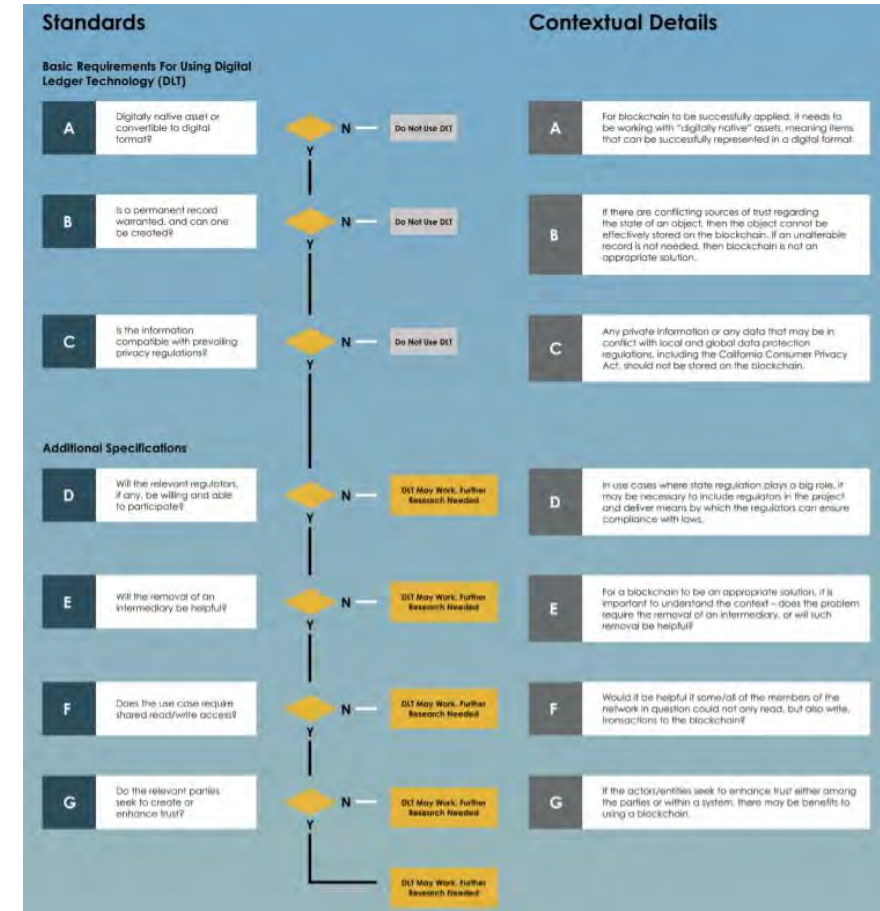 Standards
Contextual Details
Basic Requirements For Using Digital
Ledger Technology (DLT)
A
Digitally native asset or
convertible to digital
format?
N
Do Not Use DLT
Y
A
For blockchain to be successfully applied, it needs to
be working with "digitally native" assets, meaning items
that can be successfully represented in a digital format.
B
Is a permanent record
warranted, and can one
be created?
N
Do Not Use DLT
Y
B
If there are conflicting sources of trust regarding
the state of an object, then the object cannot be
effectively stored on the blockchain. If an unalterable
record is not needed, then blockchain is not an
appropriate solution.
C
Is the information
compatible with prevailing
privacy regulations?
N
Do Not Use DLT
Y
C
Any private information or any data that may be in
conflict with local and global data protection
regulations, including the California Consumer Privacy
Act, should not be stored on the blockchain.
Additional Specifications
D
Will the relevant regulators,
if any, be willing and able
to participate?
N
DLT May Work, Further
Research Needed
Y
D
In use cases where state regulation plays a big role, it
may be necessary to include regulators in the project
and deliver means by which the regulators can ensure
compliance with laws.
E
Will the removal of an
intermediary be helpful?
N
DLT May Work, Further
Research Needed
Y
E
For a blockchain to be an appropriate solution, it is
important to understand the context – does the problem
require the removal of an intermediary, or will such
removal be helpful?
F
Does the use case require
shared read/write access?
N
DLT May Work, Further
Research Needed
Y
F
Would it be helpful if some/all of the members of the
network in question could not only read, but also write,
transactions to the blockchain?
G
Do the relevant parties
seek to create or
enhance trust?
N
DLT May Work, Further
Research Needed
Y
G
If the actors/entities seek to enhance trust either among
the parties or within a system, there may be benefits to
using a blockchain.
DLT May Work, Further
Research Needed